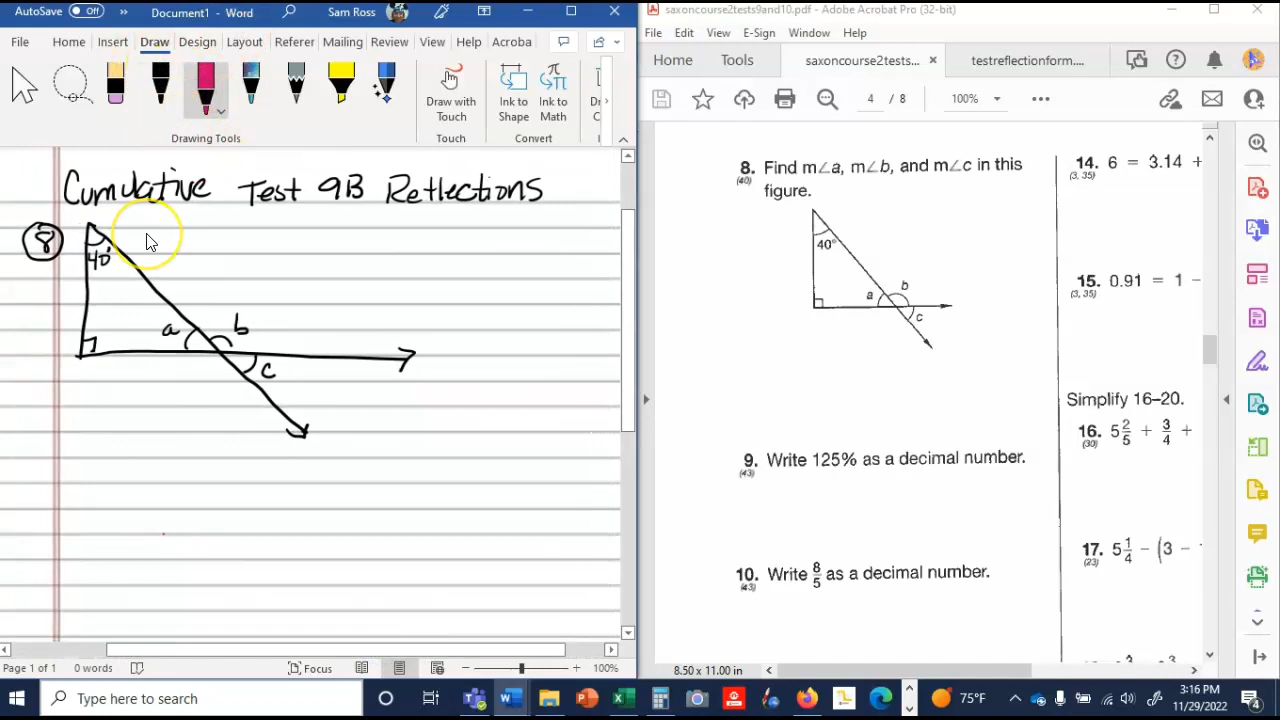 AutoSave Off Document1 - Word Sam Ross
File Home Insert Draw Design Layout Referer Mailing Review View Help Acroba
Draw with Touch
Ink to Shape
Ink to Math
Drawing Tools
Touch
Convert
Cumulative Test 9B Reflections
8
40°
a
b
c
Page 1 of 1 0 words Focus 100%
saxoncourse2tests9and10.pdf - Adobe Acrobat Pro (32-bit)
File Edit View E-Sign Window Help
Home Tools saxoncourse2tests... × testreflectionform....
4 / 8 100%
8. Find m∠a, m∠b, and m∠c in this
(40) figure.
40°
a
b
c
9. Write 125% as a decimal number.
(43)
10. Write 8/5 as a decimal number.
(43)
14. 6 = 3.14 +
(3, 35)
15. 0.91 = 1 -
(3, 35)
Simplify 16–20.
16. 5 2/5 + 3/4 +
(30)
17. 5 1/4 - (3 -
(23)
8.50 x 11.00 in
Type here to search
75°F
3:16 PM
11/29/2022
4